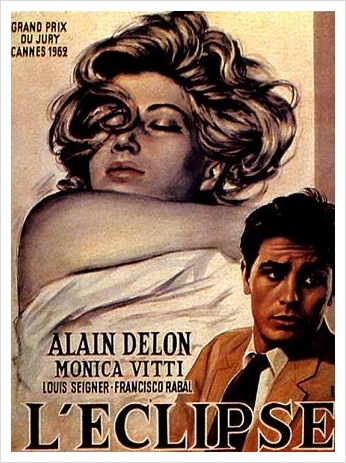 GRAND PRIX
DU JURY
CANNES 1962
ALAIN DELON
MONICA VITTI
LOUIS SEIGNER - FRANCISCO RABAL
L'ECLIPSE